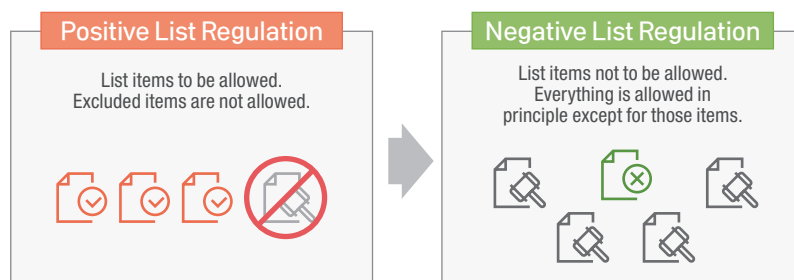 Positive List Regulation
List items to be allowed.
Excluded items are not allowed.
Negative List Regulation
List items not to be allowed.
Everything is allowed in
principle except for those items.